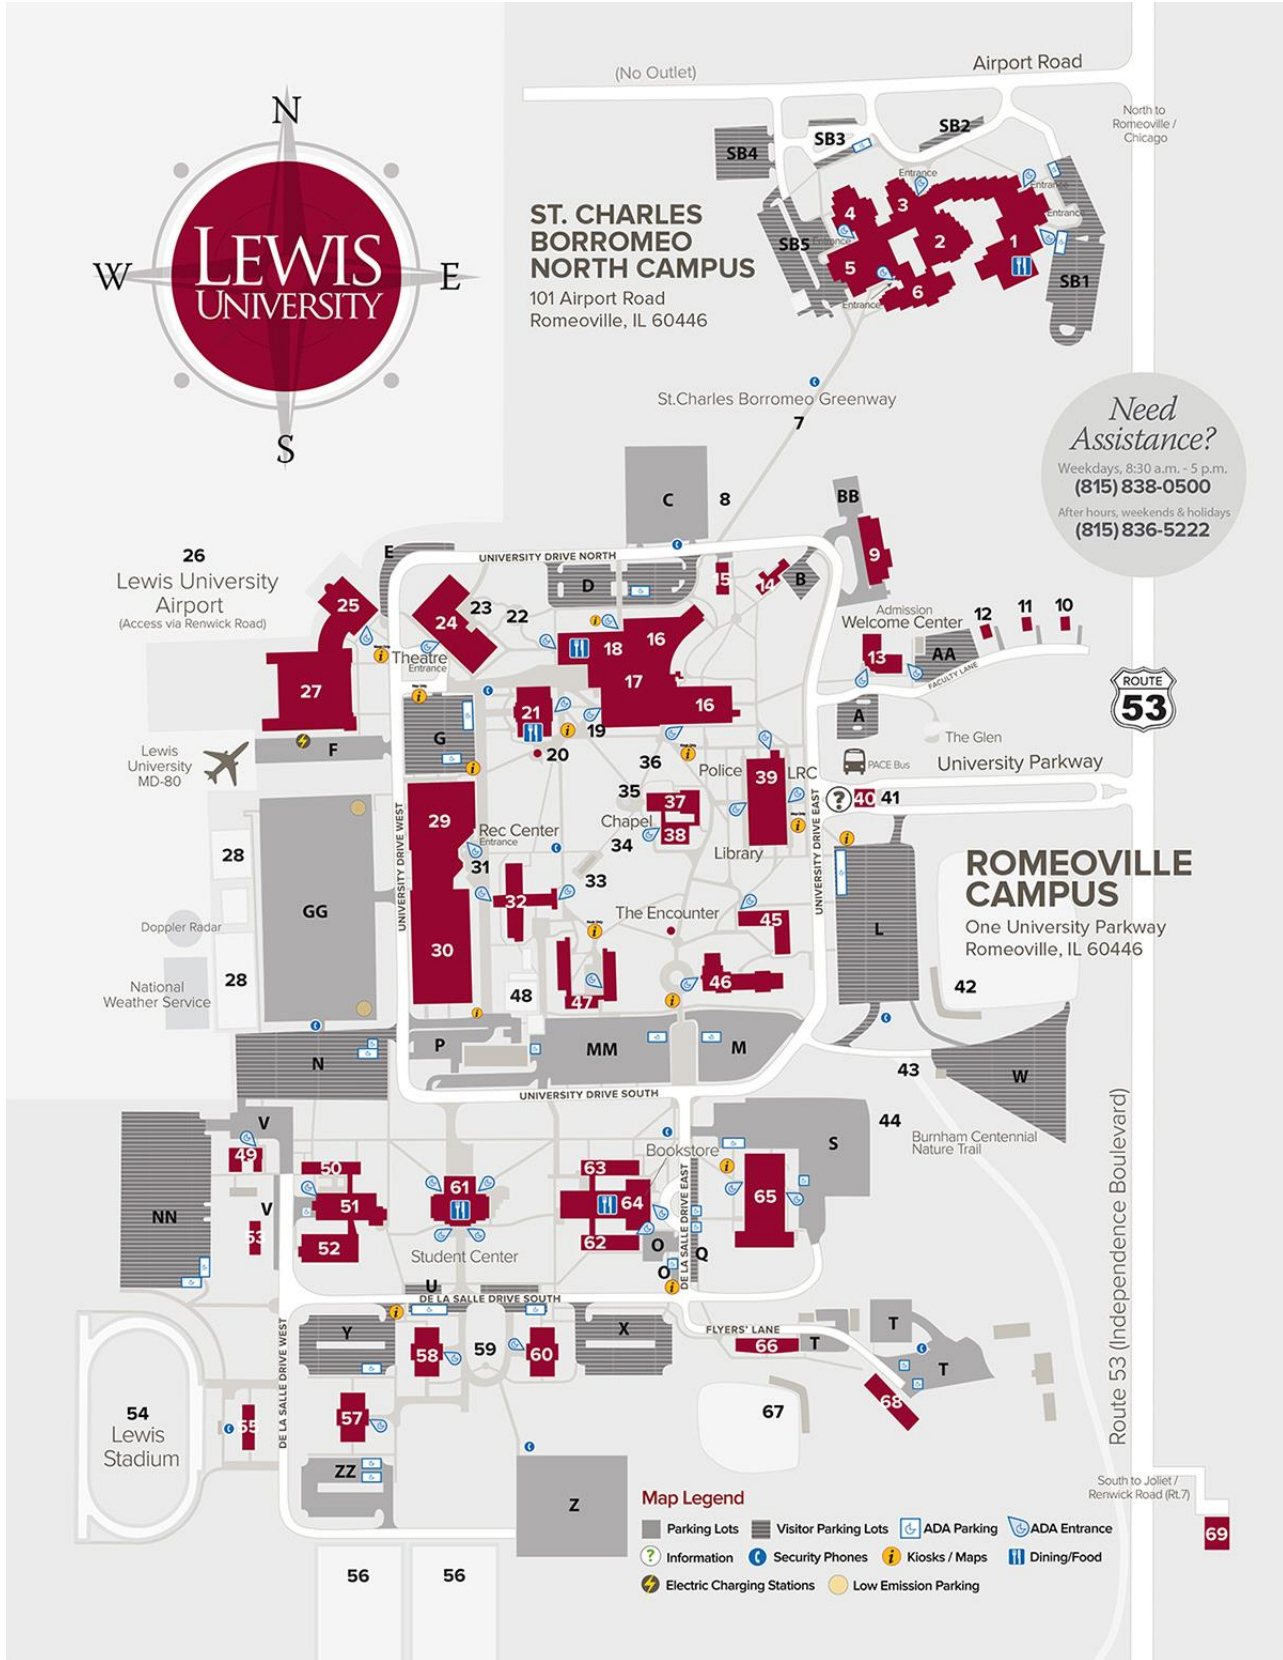 N
W
E
S
LEWIS
UNIVERSITY
(No Outlet)
Airport Road
North to
Romeoville /
Chicago
SB4
SB3
SB2
SB5
SB1
Entrance
Entrance
Entrance
Entrance
Entrance
1
2
3
4
5
6
ST. CHARLES
BORROMEO
NORTH CAMPUS
101 Airport Road
Romeoville, IL 60446
St.Charles Borromeo Greenway
7
Need
Assistance?
Weekdays, 8:30 a.m. - 5 p.m.
(815) 838-0500
After hours, weekends & holidays
(815) 836-5222
C
8
BB
9
26
Lewis University
Airport
(Access via Renwick Road)
E
UNIVERSITY DRIVE NORTH
D
15
14
B
25
24
23
22
Theatre
Entrance
18
16
17
16
Admission
Welcome Center
12
11
10
13
AA
FACULTY LANE
ROUTE
53
27
21
19
20
A
The Glen
Lewis
University
MD-80
F
G
36
Police
39
LRC
PACE Bus
University Parkway
35
37
Chapel
38
34
?
40
41
29
Rec Center
Entrance
31
Library
UNIVERSITY DRIVE WEST
UNIVERSITY DRIVE EAST
ROMEOVILLE
CAMPUS
One University Parkway
Romeoville, IL 60446
28
GG
32
33
The Encounter
45
L
Doppler Radar
30
National
Weather Service
28
47
48
46
42
N
P
MM
M
43
W
UNIVERSITY DRIVE SOUTH
V
44
Burnham Centennial
Nature Trail
Bookstore
S
49
50
63
61
64
65
51
NN
V
53
52
62
O
O
Q
DE LA SALLE DRIVE EAST
Student Center
U
DE LA SALLE DRIVE SOUTH
Y
X
FLYERS' LANE
66
T
T
T
58
59
60
68
DE LA SALLE DRIVE WEST
54
Lewis
Stadium
55
57
67
ZZ
Z
Route 53 (Independence Boulevard)
South to Joliet /
Renwick Road (Rt.7)
69
56
56
Map Legend
Parking Lots
Visitor Parking Lots
ADA Parking
ADA Entrance
? Information
Security Phones
i Kiosks / Maps
Dining/Food
Electric Charging Stations
Low Emission Parking